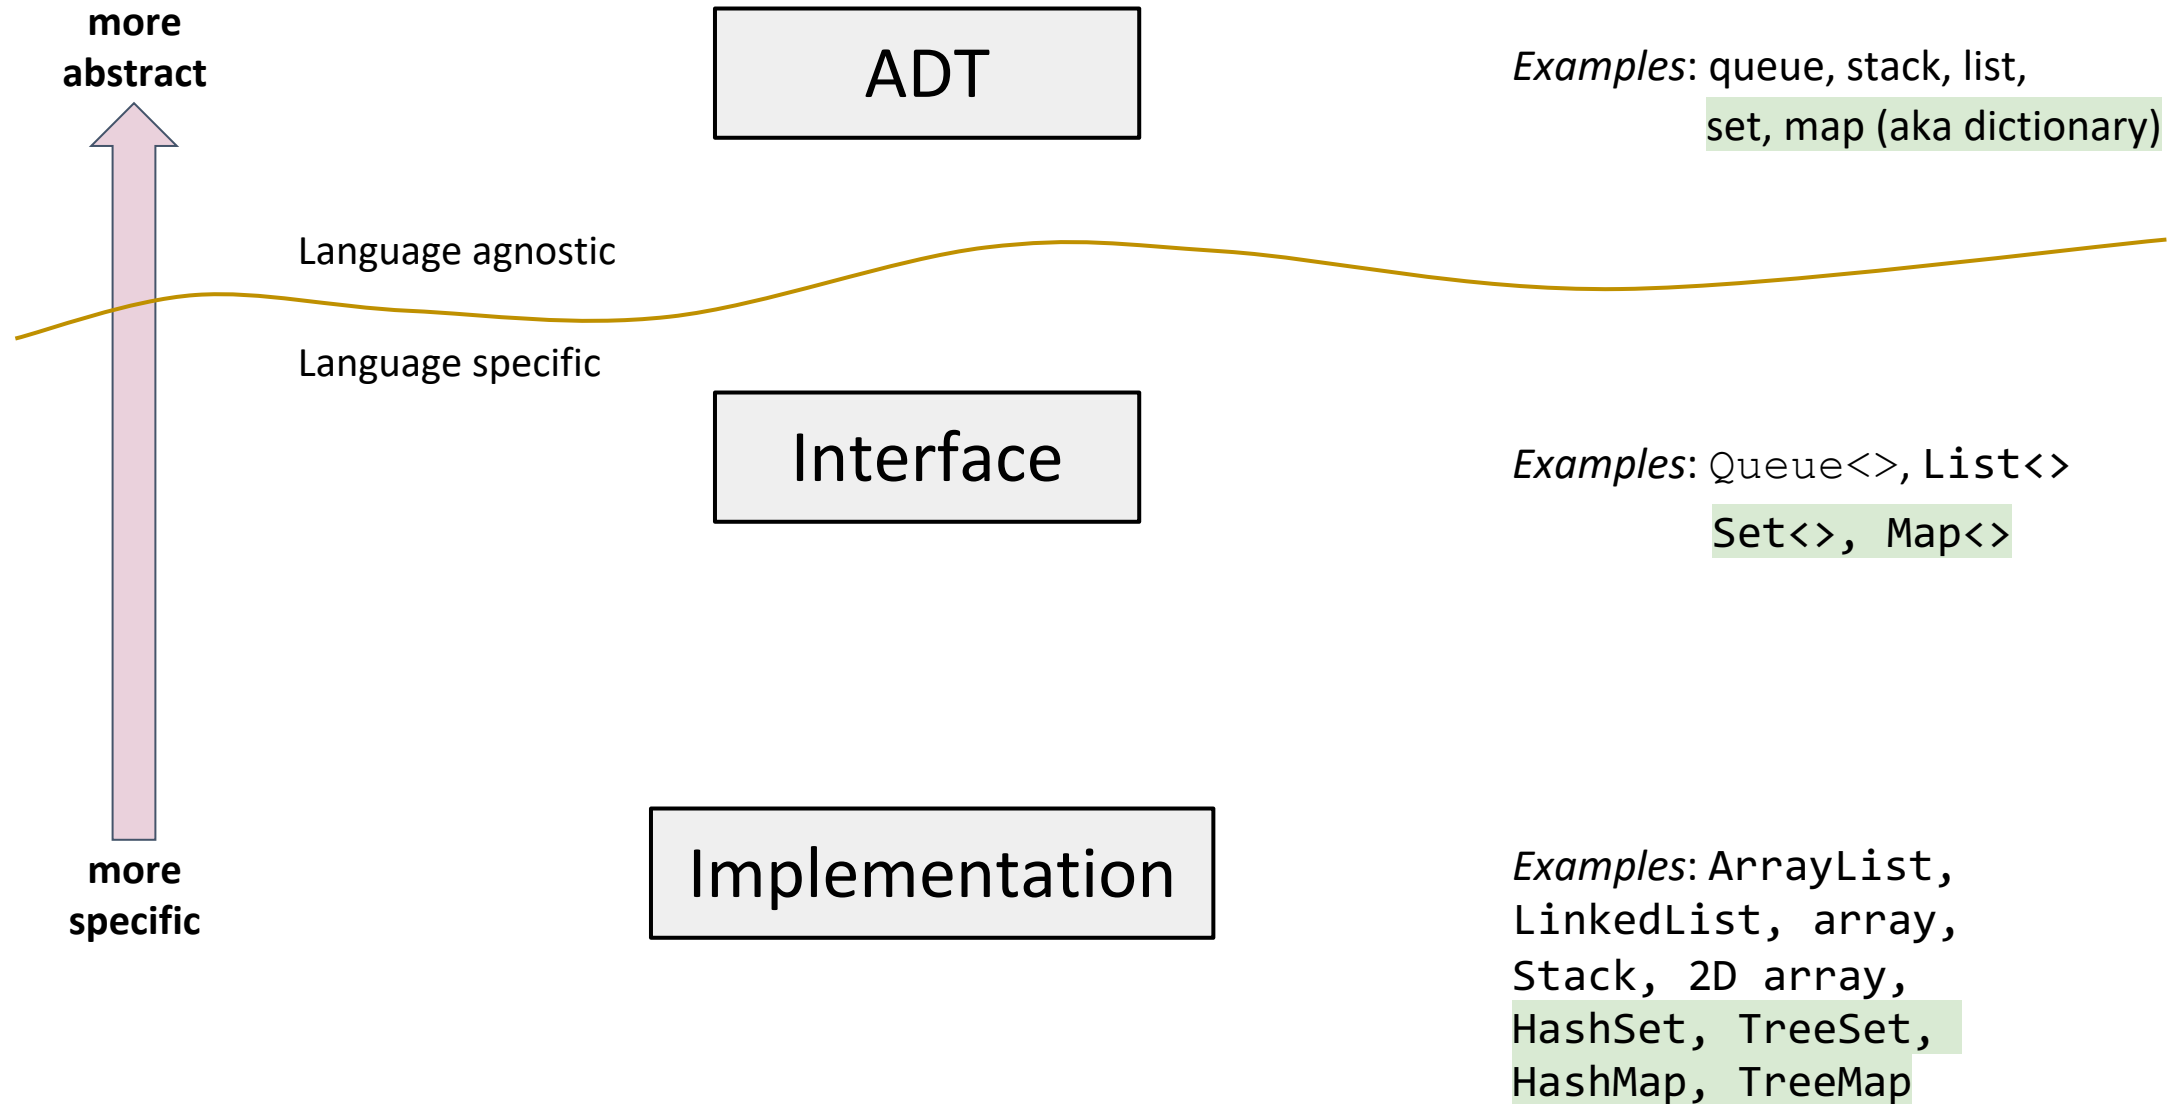 more
abstract
ADT
Examples: queue, stack, list,
set, map (aka dictionary)
Language agnostic
Language specific
Interface
Examples: Queue<>, List<>
Set<>, Map<>
more
specific
Implementation
Examples: ArrayList,
LinkedList, array,
Stack, 2D array,
HashSet, TreeSet,
HashMap, TreeMap